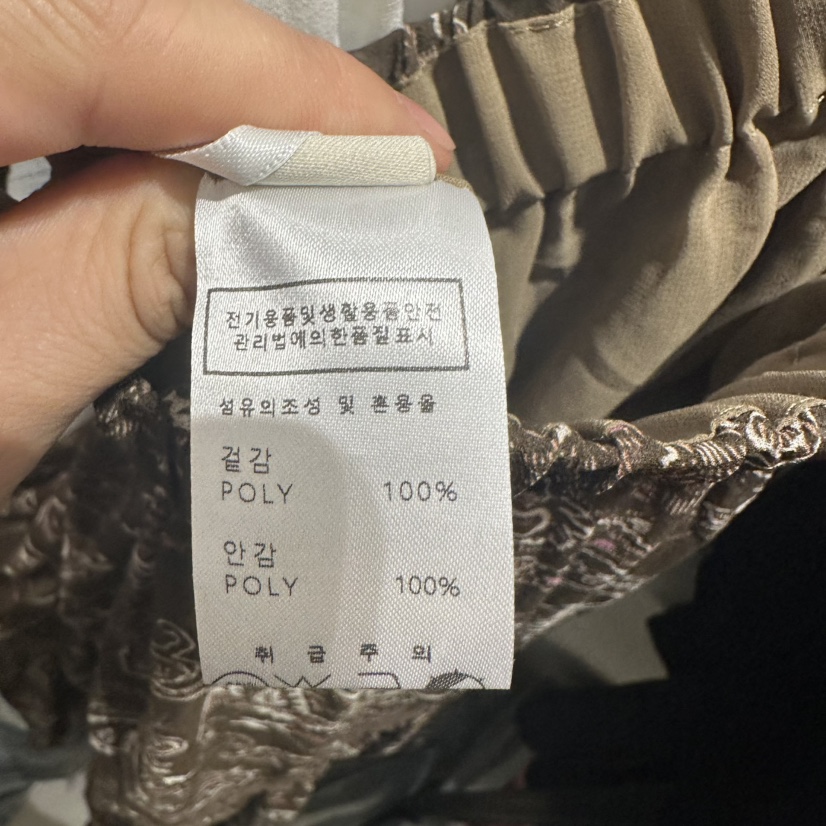 전기용품및생활용품안전
관리법에의한품질표시
섬유의조성 및 혼용율
겉감
POLY 100%
안감
POLY 100%
취 급 주 의